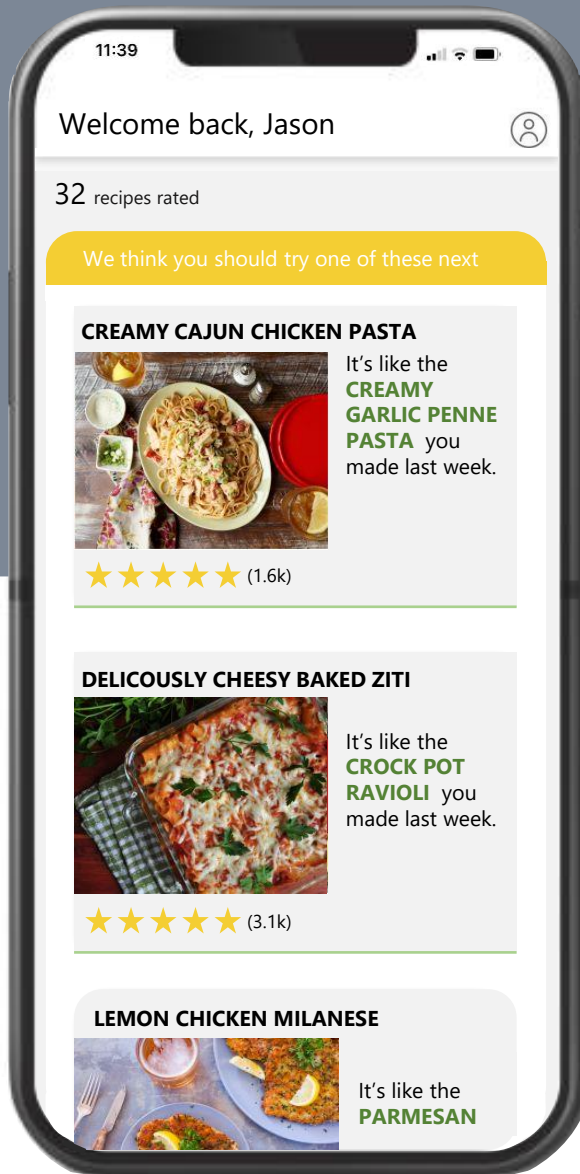 11:39
Welcome back, Jason
32 recipes rated
We think you should try one of these next
CREAMY CAJUN CHICKEN PASTA
It's like the
CREAMY
GARLIC PENNE
PASTA you
made last week.
(1.6k)
DELICOUSLY CHEESY BAKED ZITI
It's like the
CROCK POT
RAVIOLI you
made last week.
(3.1k)
LEMON CHICKEN MILANESE
It's like the
PARMESAN